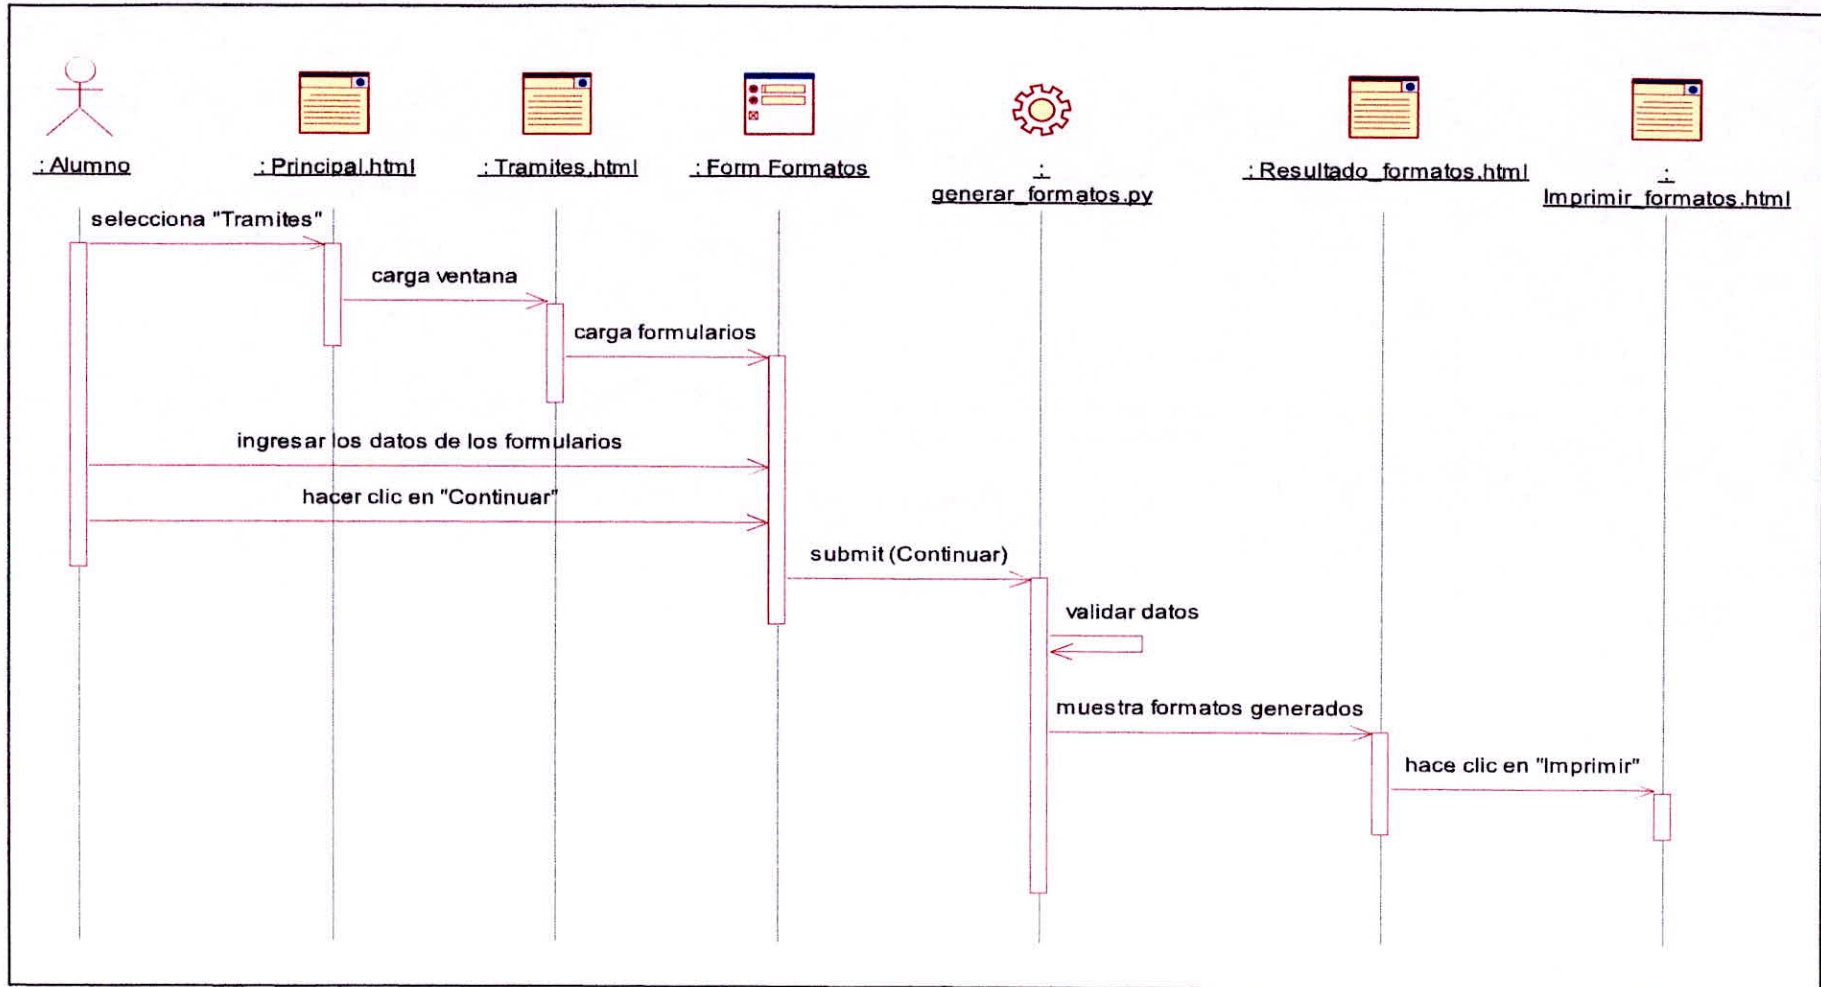 : Alumno
: Principal.html
: Tramites.html
: Form Formatos
:
generar_formatos.py
: Resultado_formatos.html
:
Imprimir_formatos.html
selecciona "Tramites"
carga ventana
carga formularios
ingresar los datos de los formularios
hacer clic en "Continuar"
submit (Continuar)
validar datos
muestra formatos generados
hace clic en "Imprimir"